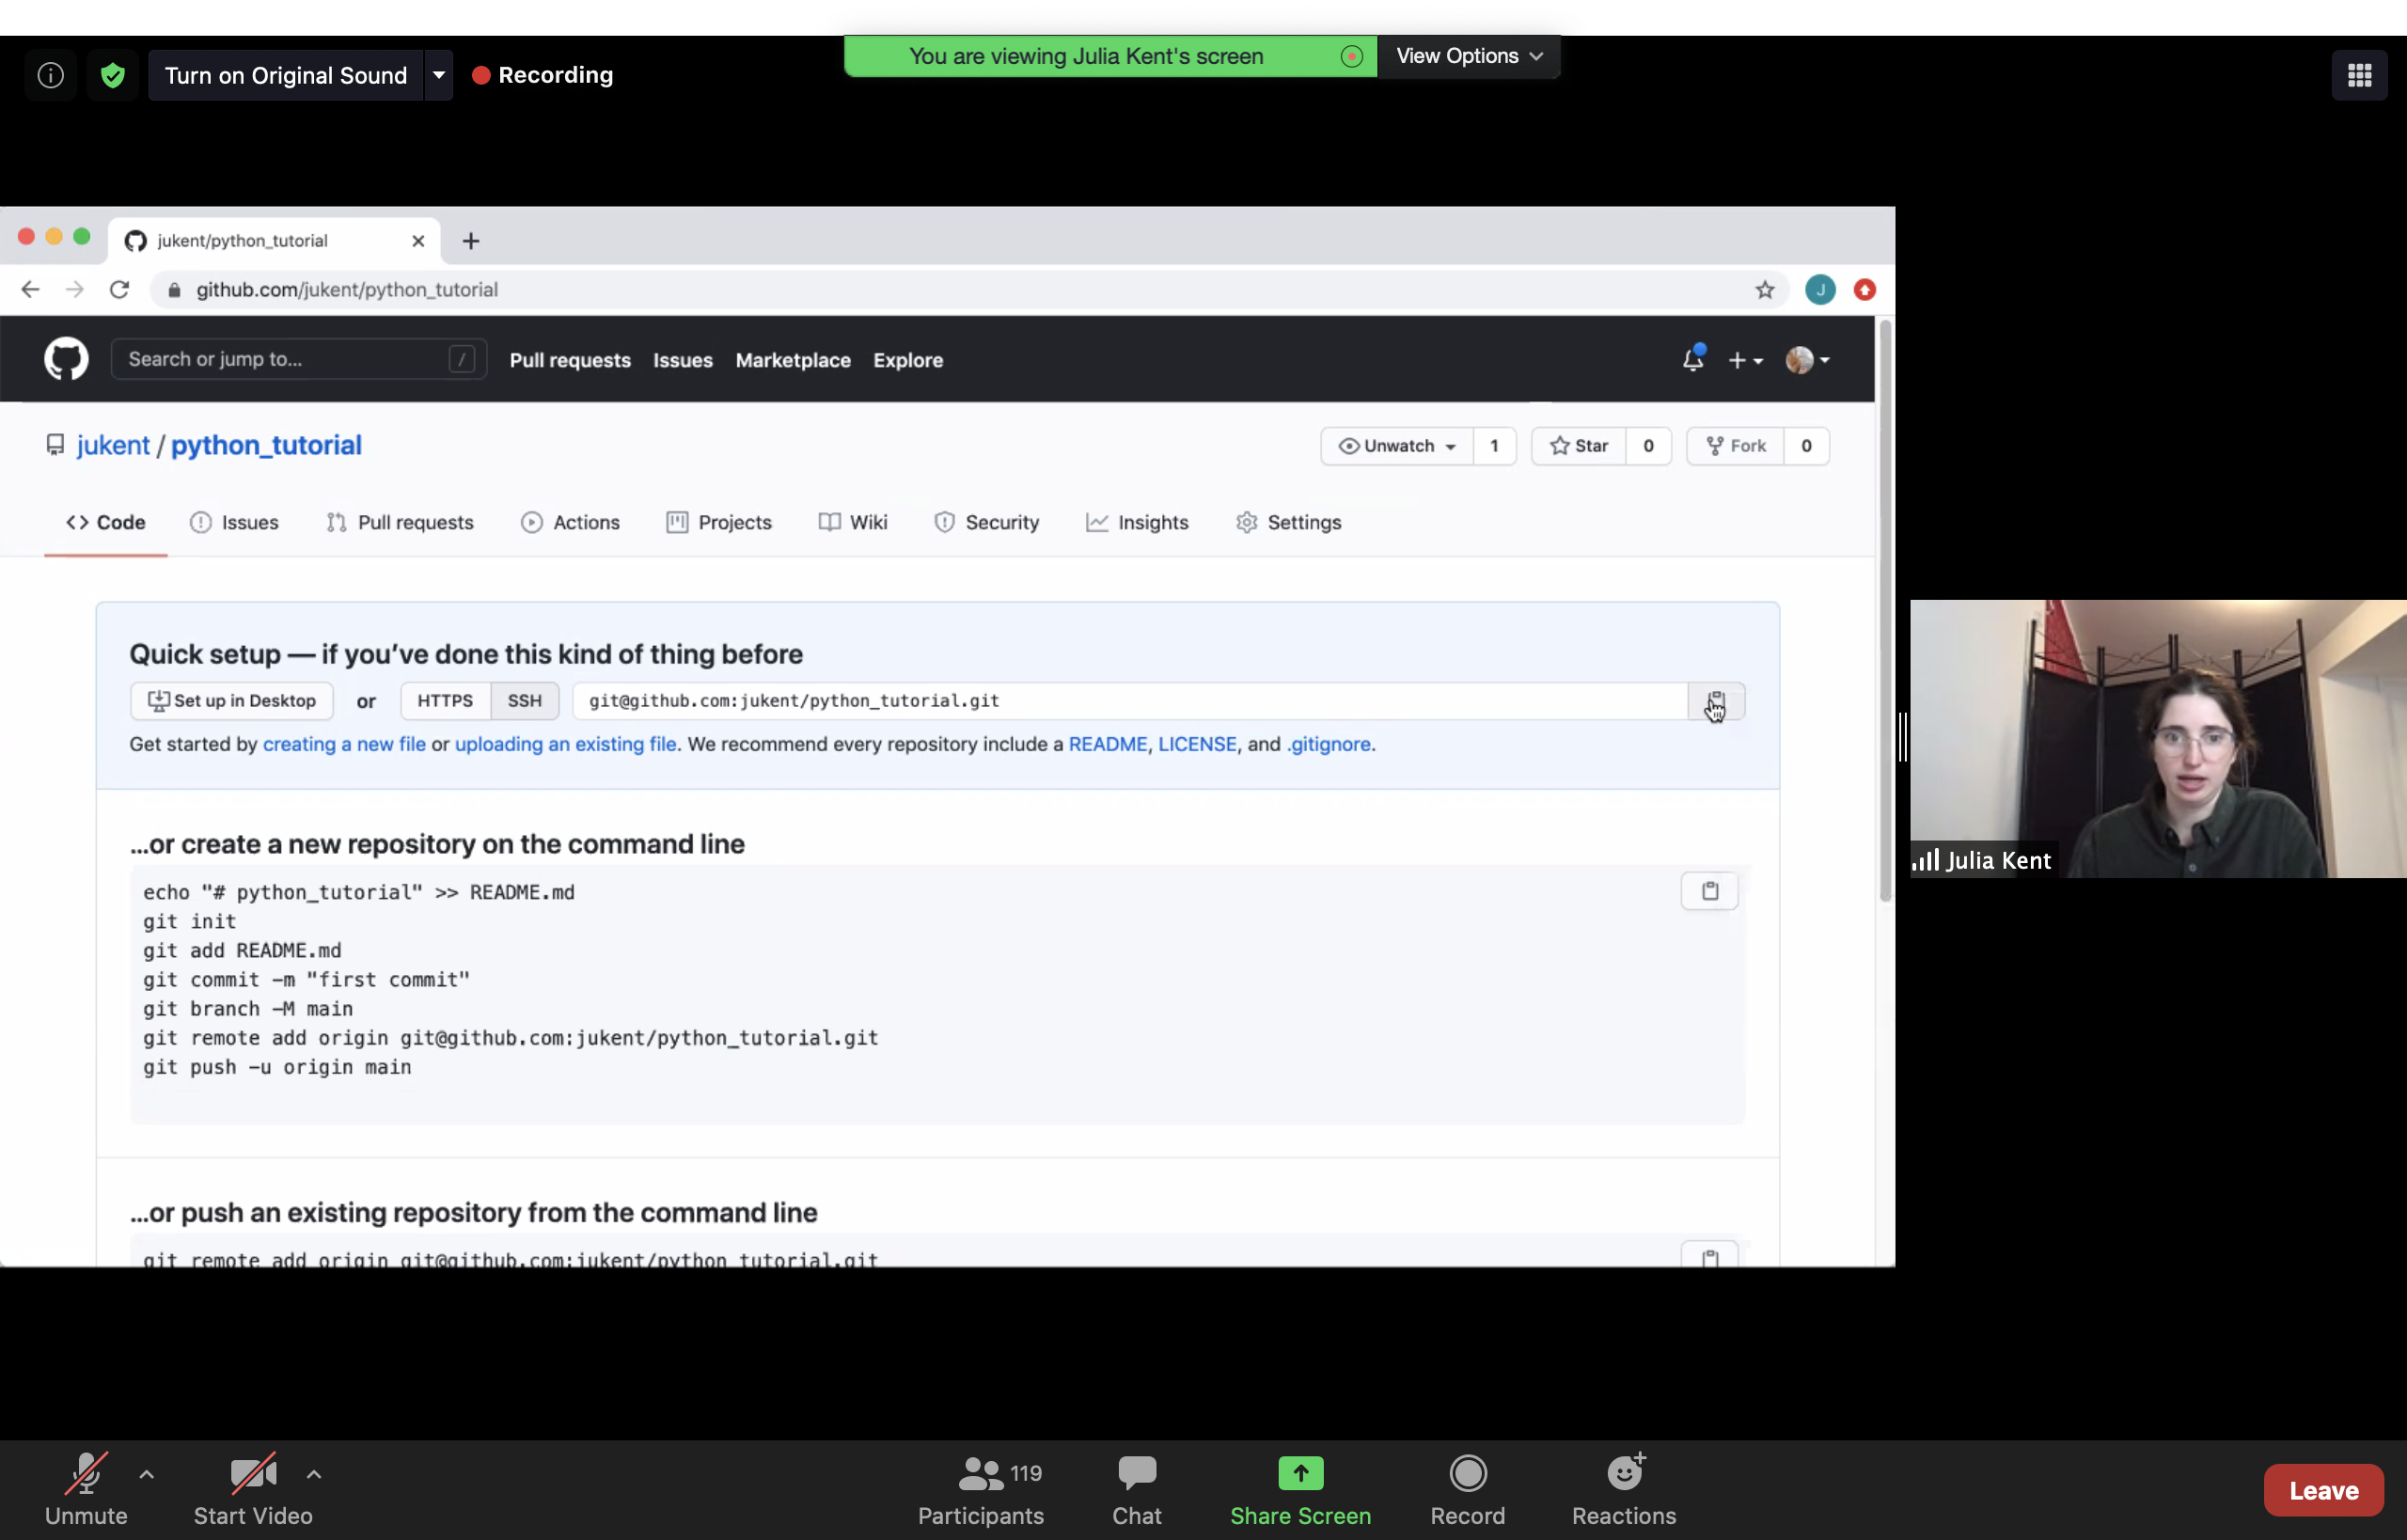 Turn on Original Sound
Recording
You are viewing Julia Kent's screen
View Options
jukent/python_tutorial
github.com/jukent/python_tutorial
J
Search or jump to... /
Pull requests Issues Marketplace Explore
jukent / python_tutorial
Unwatch 1 Star 0 Fork 0
Code Issues Pull requests Actions Projects Wiki Security Insights Settings
Quick setup — if you've done this kind of thing before
Set up in Desktop or HTTPS SSH git@github.com:jukent/python_tutorial.git
Get started by creating a new file or uploading an existing file. We recommend every repository include a README, LICENSE, and .gitignore.
...or create a new repository on the command line
echo "# python_tutorial" >> README.md
git init
git add README.md
git commit -m "first commit"
git branch -M main
git remote add origin git@github.com:jukent/python_tutorial.git
git push -u origin main
...or push an existing repository from the command line
git remote add origin git@github.com:jukent/python_tutorial.git
Julia Kent
Unmute
Start Video
119
Participants
Chat
Share Screen
Record
Reactions
Leave